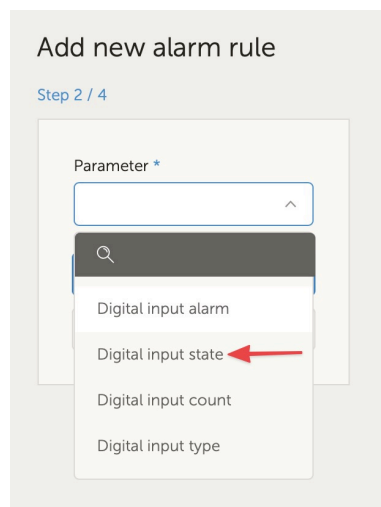 Add new alarm rule
Step 2 / 4
Parameter *
Digital input alarm
Digital input state
Digital input count
Digital input type